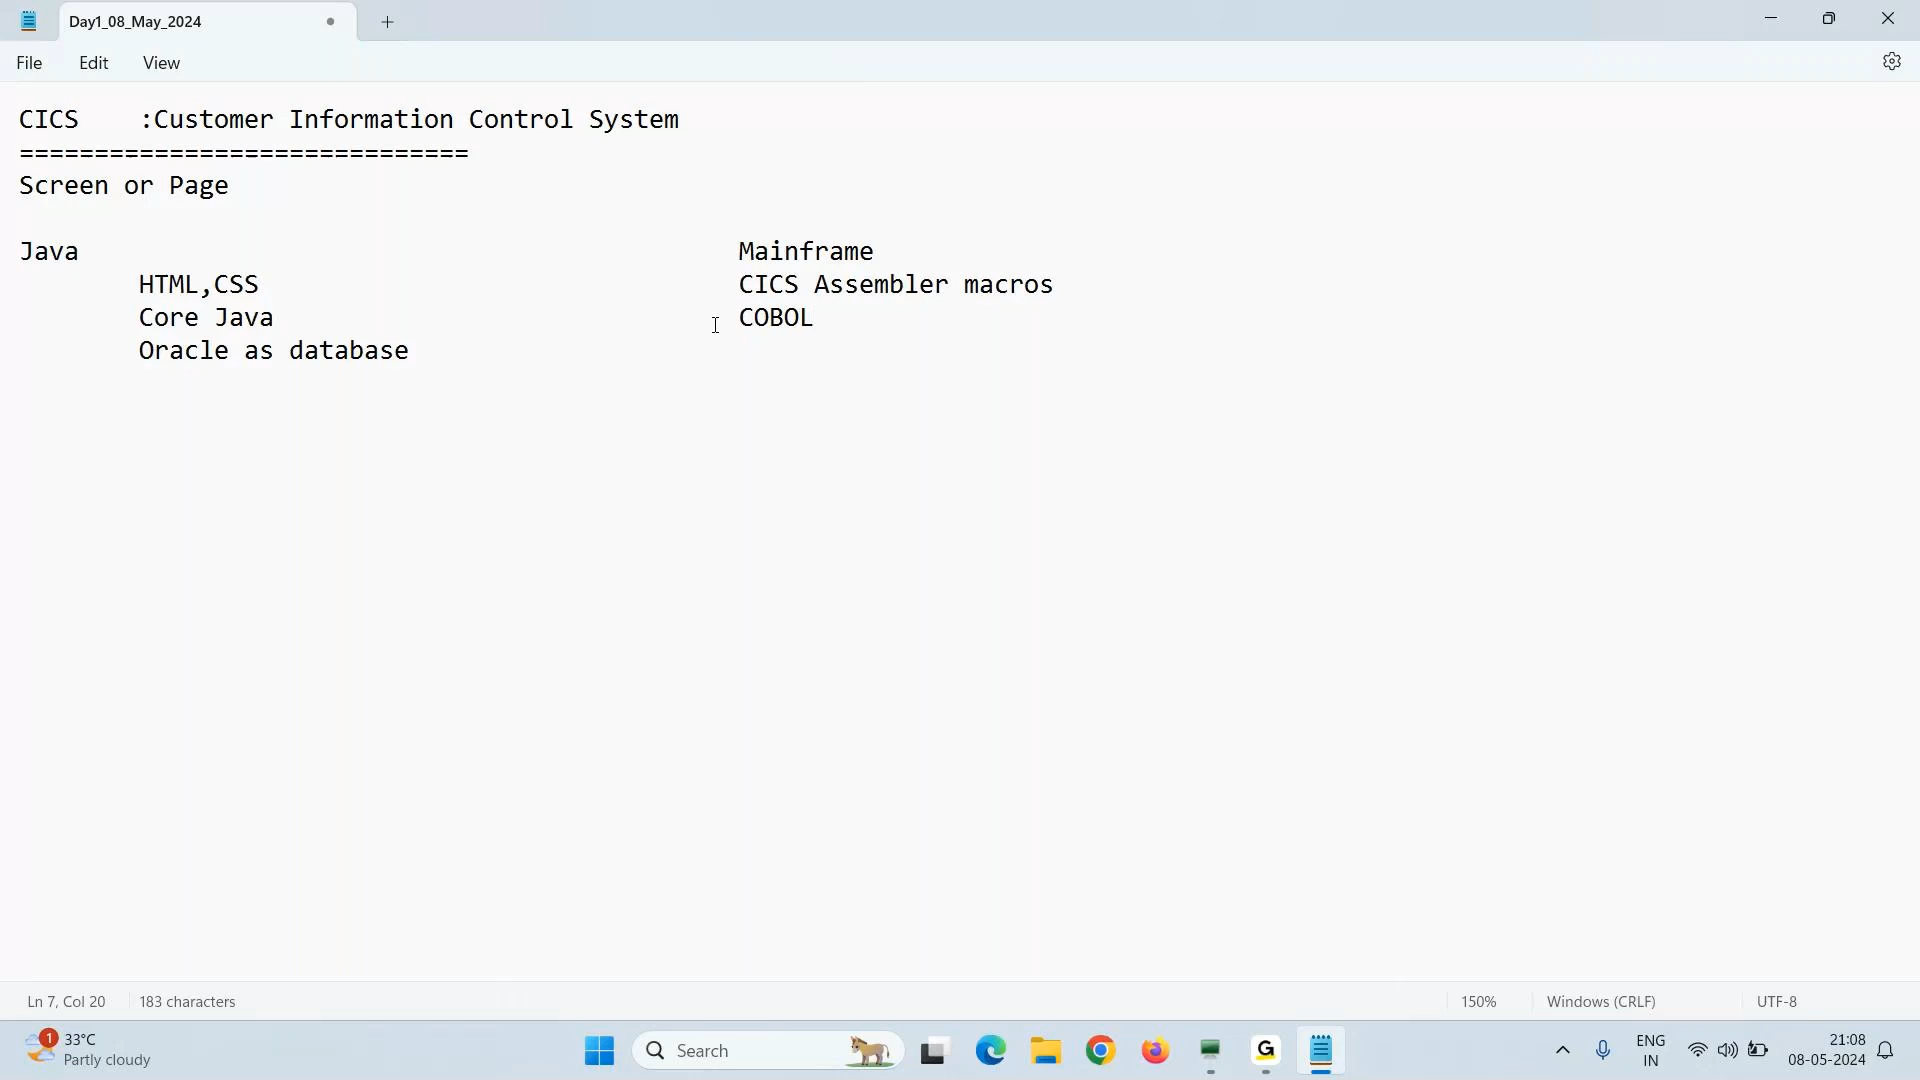 Day1_08_May_2024
File Edit View
CICS :Customer Information Control System
==============================
Screen or Page
Java Mainframe
HTML,CSS CICS Assembler macros
Core Java COBOL
Oracle as database
Ln 7, Col 20 183 characters 150% Windows (CRLF) UTF-8
1 33°C
Partly cloudy
Search
G
ENG
IN
21:08
08-05-2024